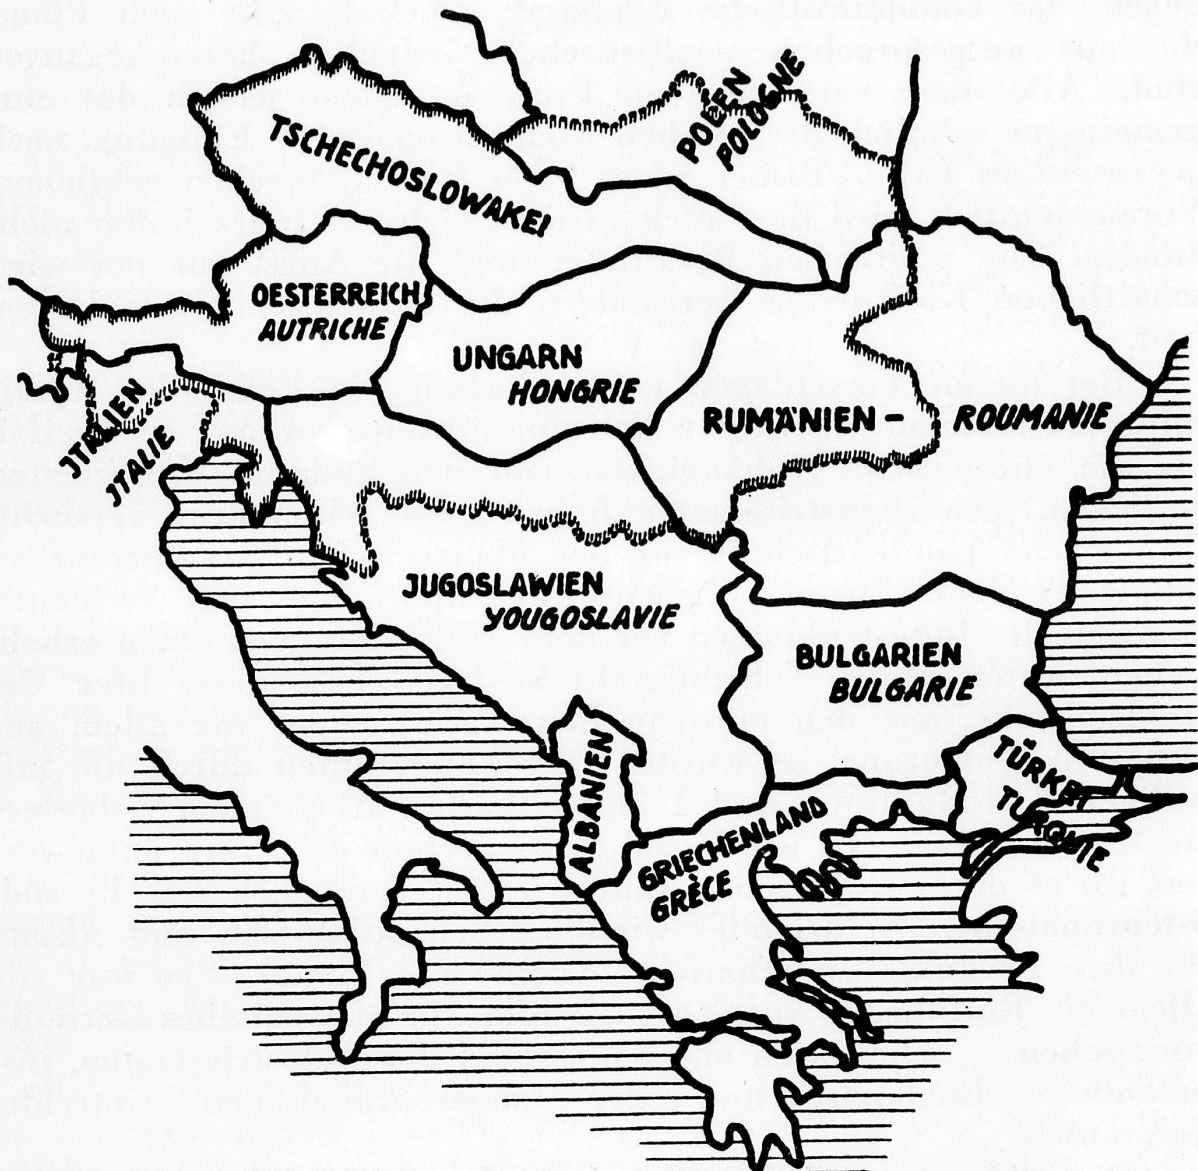 POLEN
POLOGNE
TSCHECHOSLOWAKEI
OESTERREICH
AUTRICHE
UNGARN
HONGRIE
RUMÄNIEN - ROUMANIE
JTALIEN
JTALIE
JUGOSLAWIEN
YOUGOSLAVIE
BULGARIEN
BULGARIE
ALBANIEN
TÜRKEI
TURQUIE
GRIECHENLAND
GRÈCE